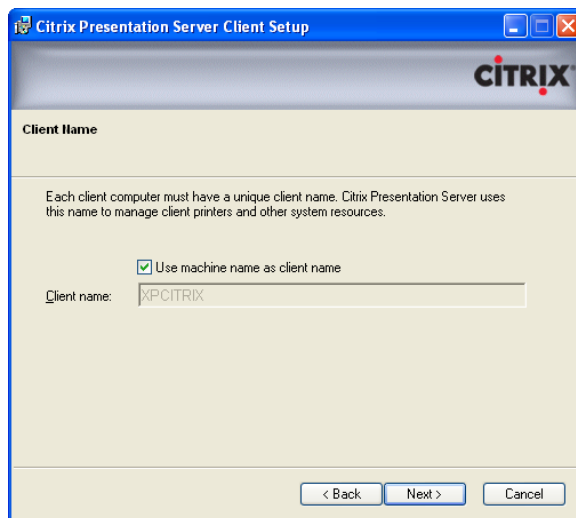 Citrix Presentation Server Client Setup
CITRIX®
Client Name
Each client computer must have a unique client name. Citrix Presentation Server uses
this name to manage client printers and other system resources.
Use machine name as client name
Client name:
XPCITRIX
< Back
Next >
Cancel